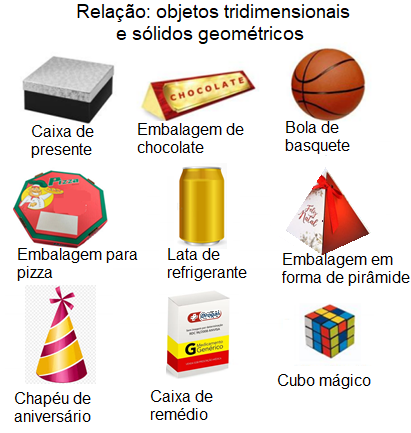 Relação: objetos tridimensionais
e sólidos geométricos
CHOCOLATE
Caixa de
presente
Embalagem de
chocolate
Bola de
basquete
Pizza
Feliz
Natal
Embalagem para
pizza
Lata de
refrigerante
Embalagem em
forma de pirâmide
G
Medicamento
Genérico
Chapéu de
aniversário
Caixa de
remédio
Cubo mágico